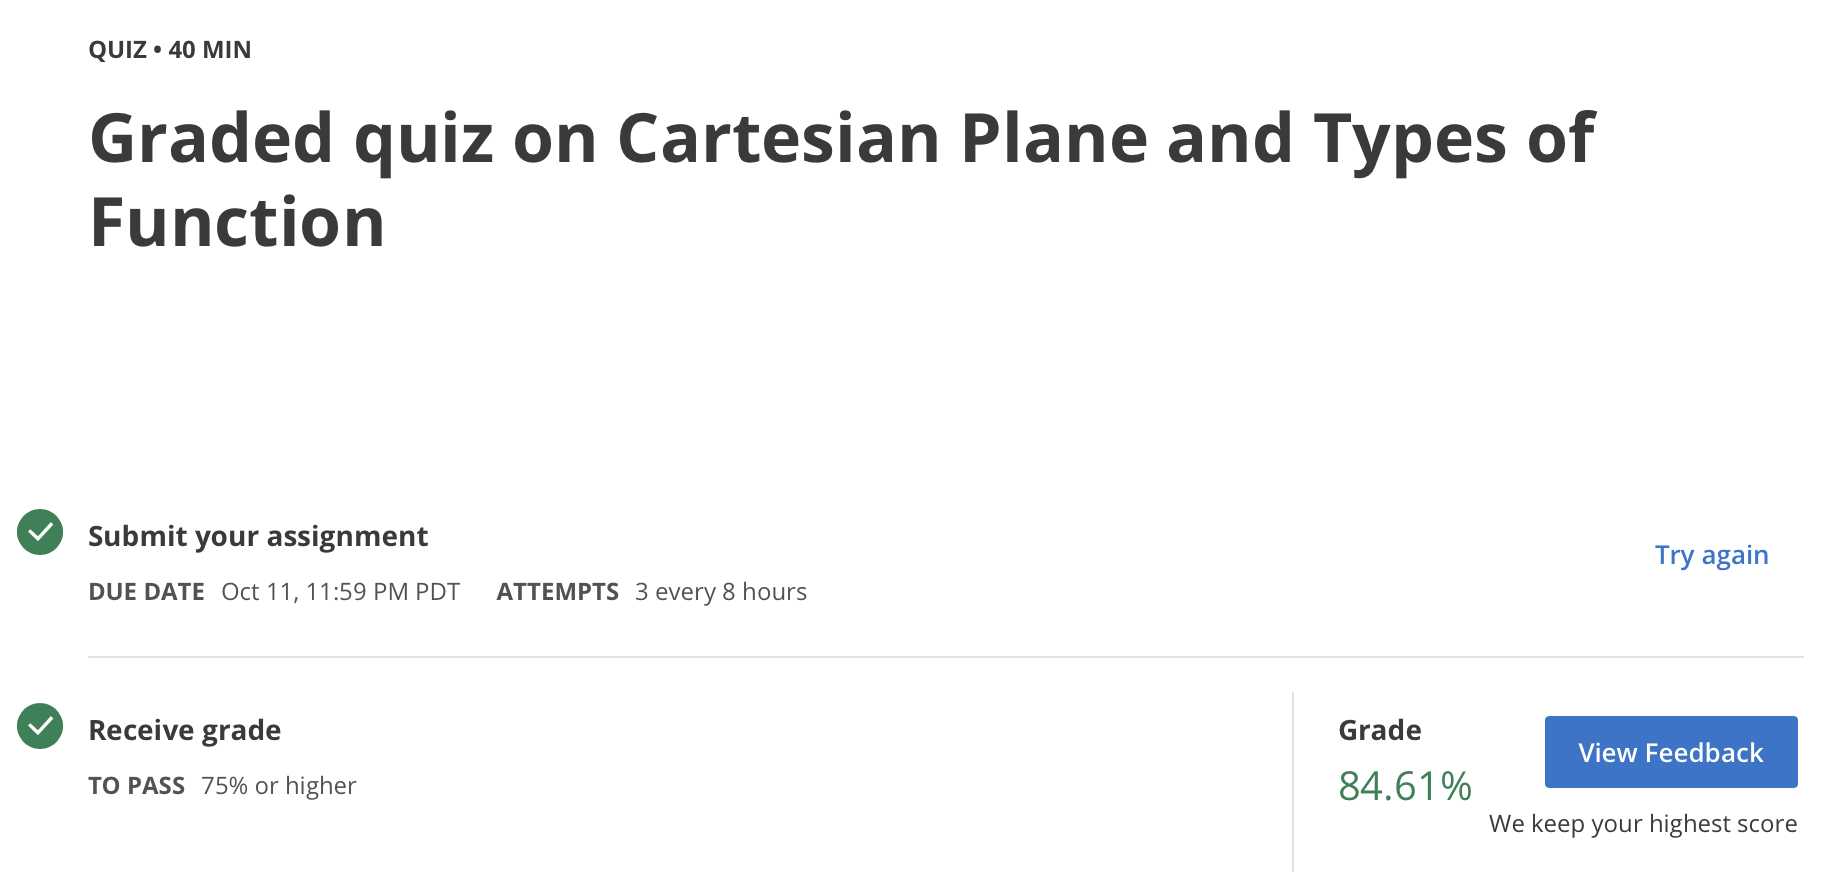 QUIZ • 40 MIN
Graded quiz on Cartesian Plane and Types of
Function
Submit your assignment
Try again
DUE DATE Oct 11, 11:59 PM PDT ATTEMPTS 3 every 8 hours
Receive grade
TO PASS 75% or higher
Grade
84.61%
View Feedback
We keep your highest score